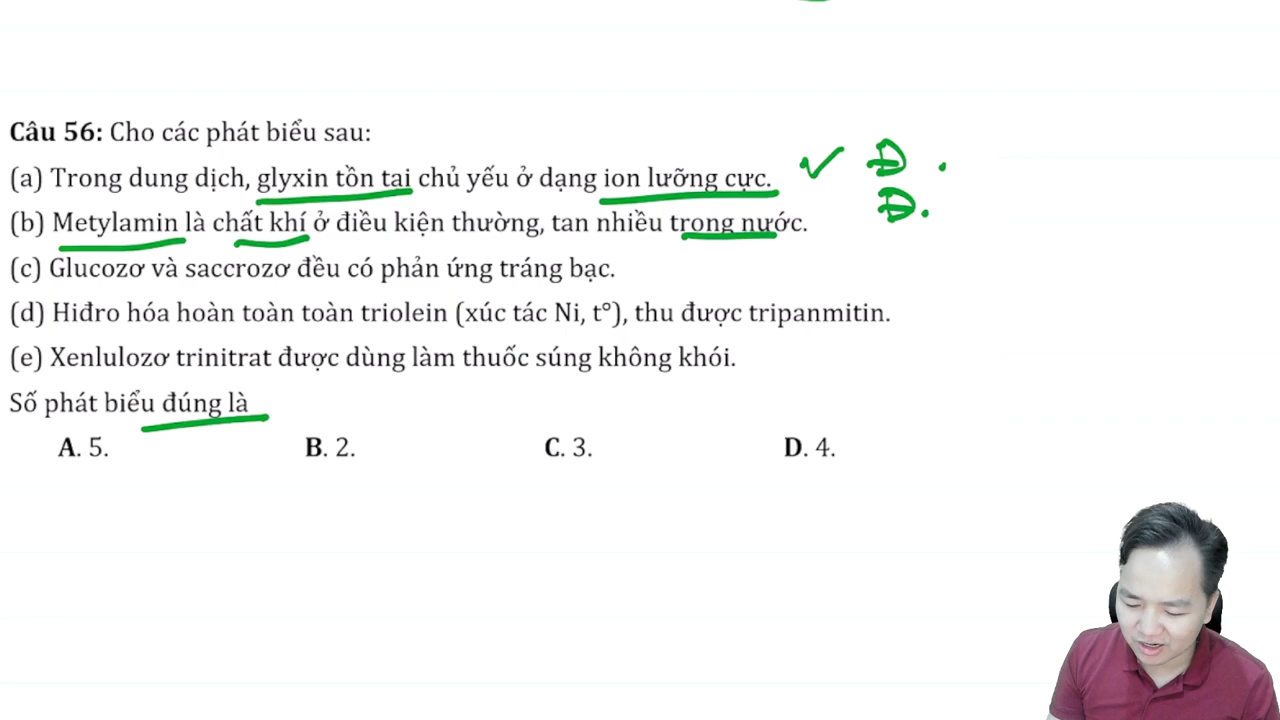 Câu 56: Cho các phát biểu sau:
(a) Trong dung dịch, glyxin tồn tại chủ yếu ở dạng ion lưỡng cực. ✓ Đ .
(b) Metylamin là chất khí ở điều kiện thường, tan nhiều trong nước. Đ.
(c) Glucozơ và saccrozơ đều có phản ứng tráng bạc.
(d) Hiđro hóa hoàn toàn toàn triolein (xúc tác Ni, t°), thu được tripanmitin.
(e) Xenlulozơ trinitrat được dùng làm thuốc súng không khói.
Số phát biểu đúng là
A. 5. B. 2. C. 3. D. 4.